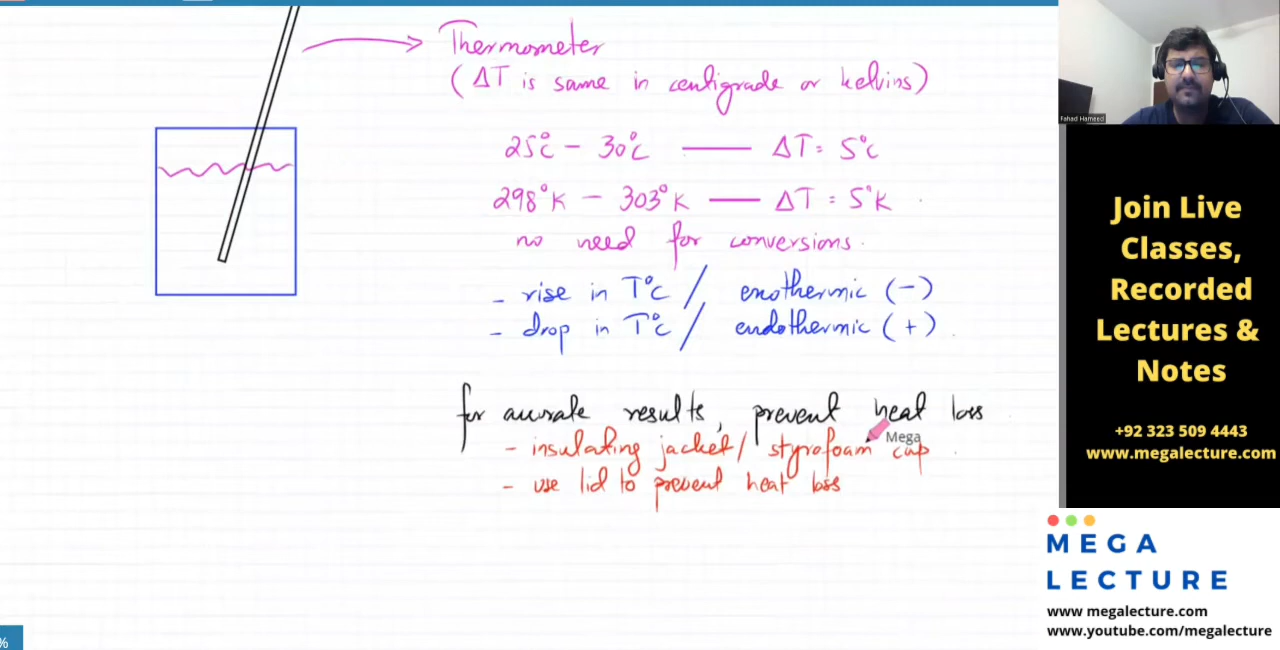 Thermometer
(ΔT is same in centigrade or kelvins)
25°C – 30°C —— ΔT = 5°C
298°K – 303°K —— ΔT = 5°K
no need for conversions.
- rise in T°C / exothermic (-)
- drop in T°C / endothermic (+)
for accurate results, prevent heat loss
- insulating jacket / styrofoam cup
- use lid to prevent heat loss
Mega
Fahad Hameed
Join Live
Classes,
Recorded
Lectures &
Notes
+92 323 509 4443
www.megalecture.com
MEGA
LECTURE
www megalecture.com
www.youtube.com/megalecture
%